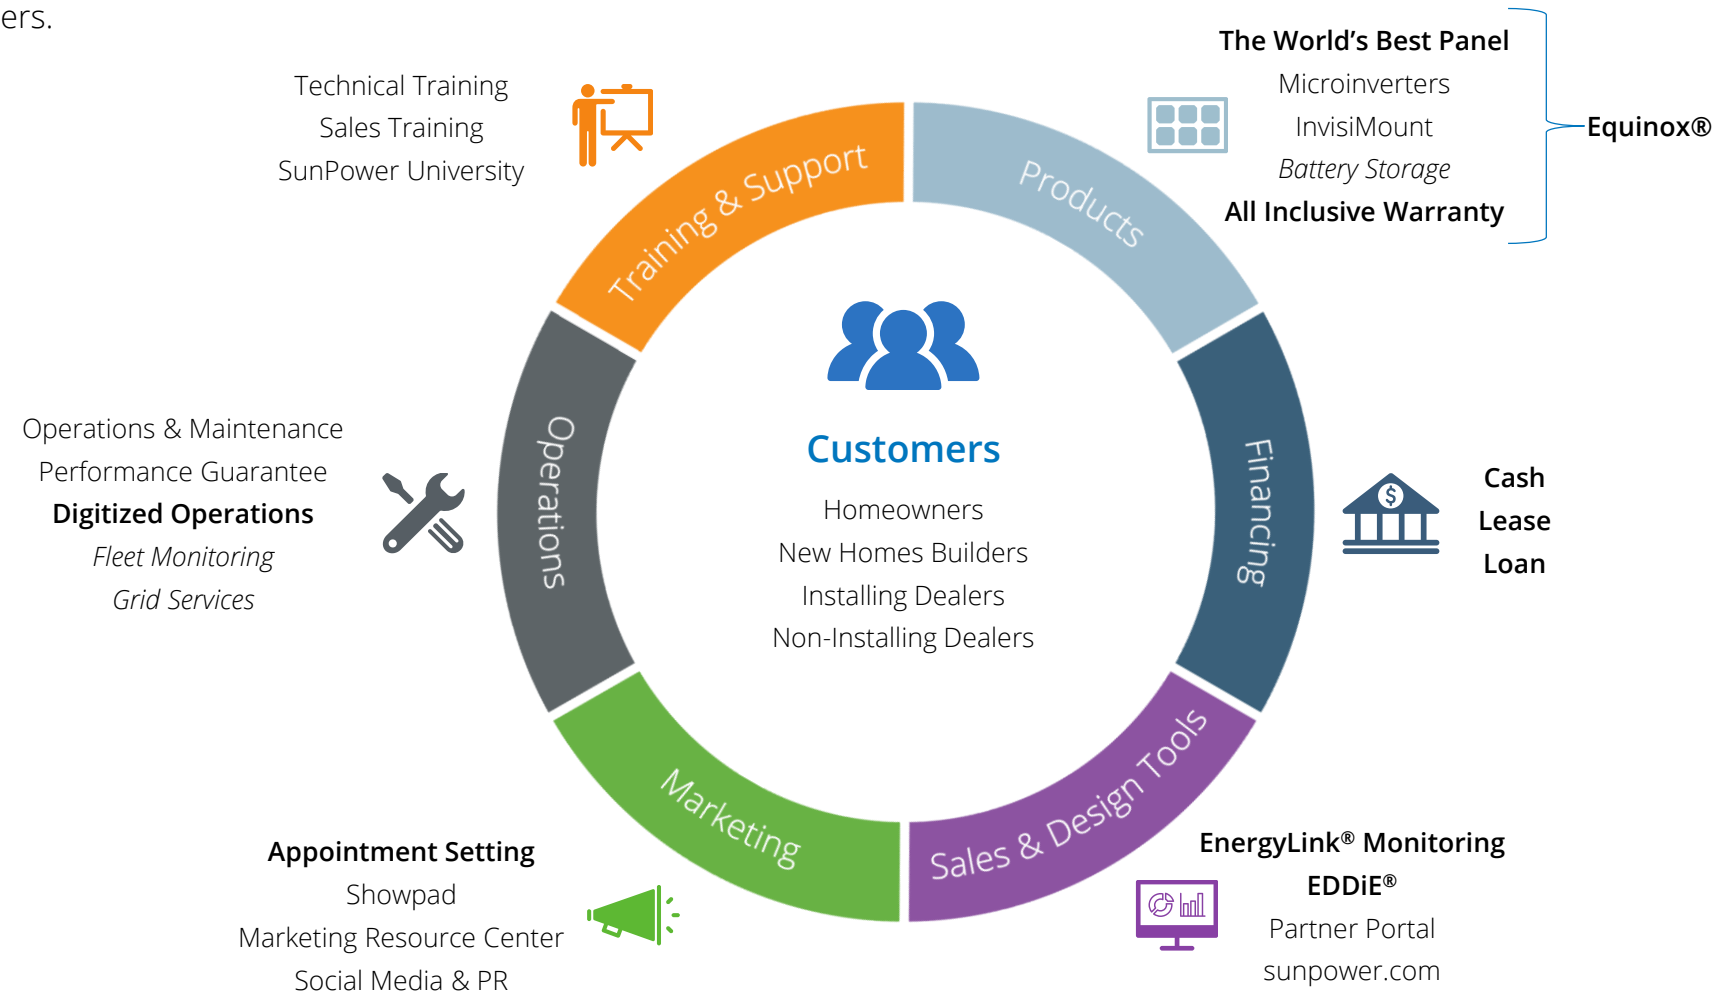 ers.
Technical Training
Sales Training
SunPower University
Training & Support
Products
The World’s Best Panel
Microinverters
InvisiMount
Battery Storage
All Inclusive Warranty
Equinox®
Operations & Maintenance
Performance Guarantee
Digitized Operations
Fleet Monitoring
Grid Services
Operations
Customers
Homeowners
New Homes Builders
Installing Dealers
Non-Installing Dealers
Financing
$
Cash
Lease
Loan
Marketing
Appointment Setting
Showpad
Marketing Resource Center
Social Media & PR
Sales & Design Tools
EnergyLink® Monitoring
EDDiE®
Partner Portal
sunpower.com